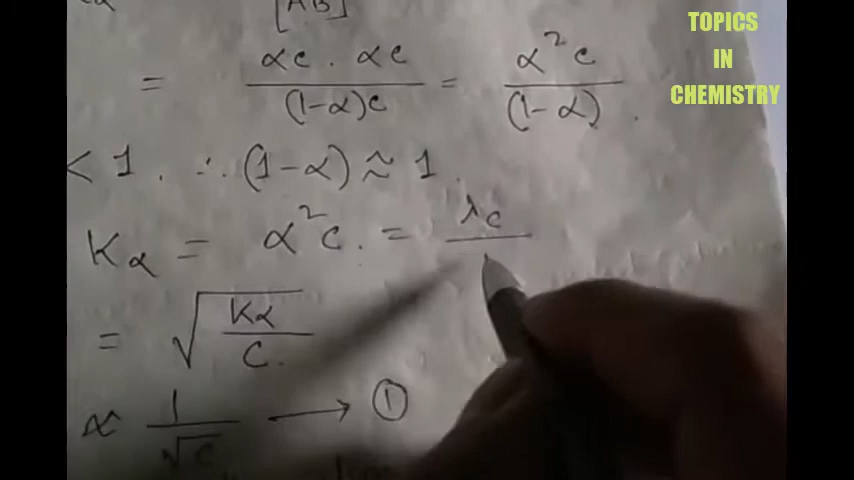 TOPICS
IN
CHEMISTRY
[AB]
= αc . αc / (1-α)c = α²c / (1-α) .
< 1 . ∴ (1-α) ≈ 1 .
Kα = α²c . = λc
= √(Kα / c.)
∝ 1 / √c → ①